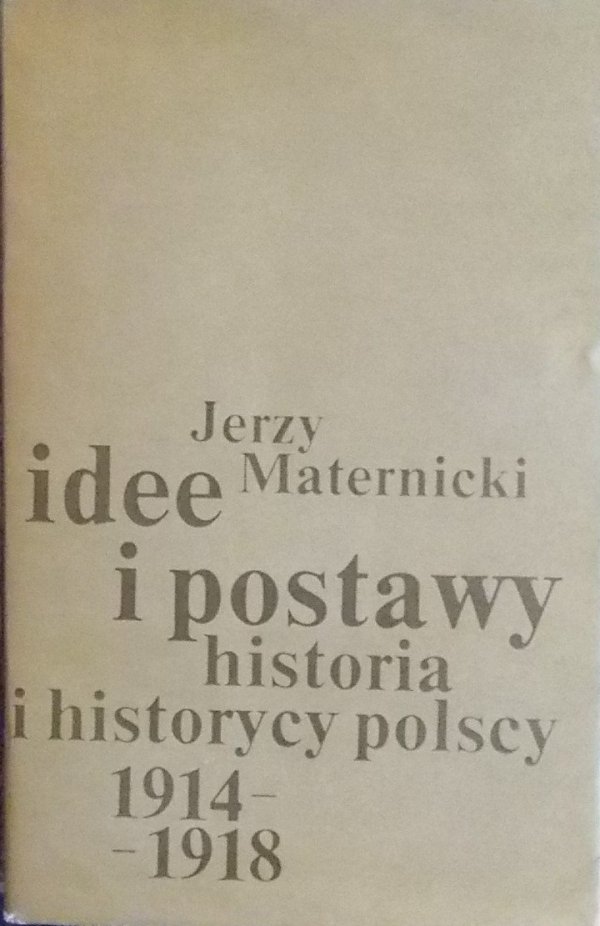 Jerzy
Maternicki
idee
i postawy
historia
i historycy polscy
1914-
-1918